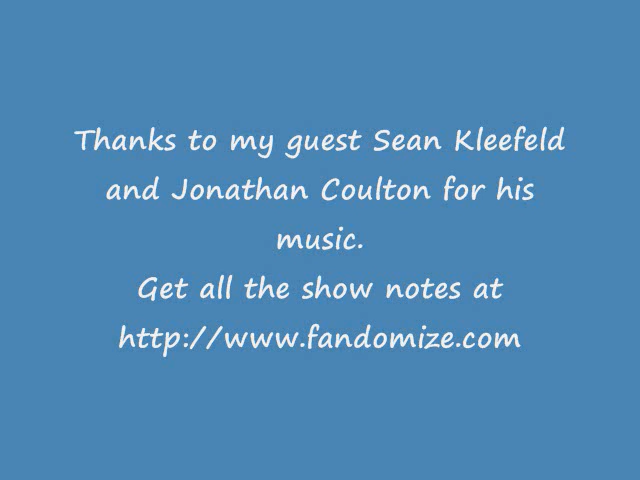 Thanks to my guest Sean Kleefeld
and Jonathan Coulton for his
music.
Get all the show notes at
http://www.fandomize.com